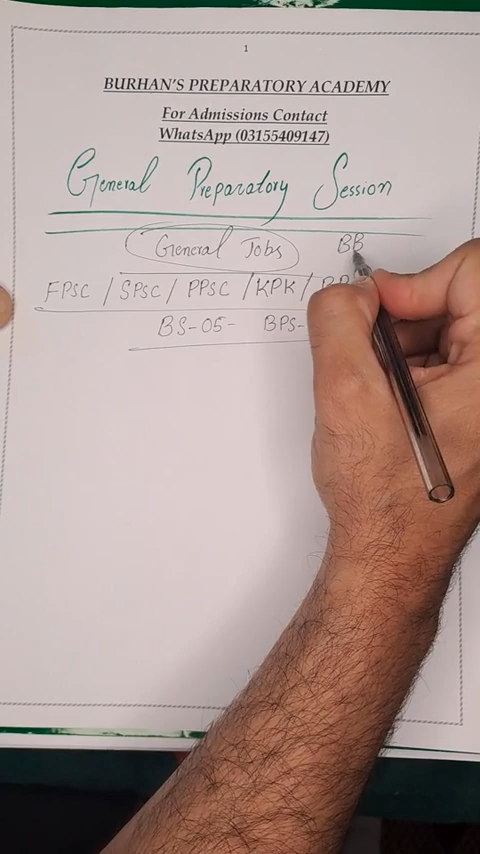 1
BURHAN'S PREPARATORY ACADEMY
For Admissions Contact
WhatsApp (03155409147)
General Preparatory Session
General Jobs BB
FPSC / SPSC / PPSC / KPK /
BS-05- BPS-